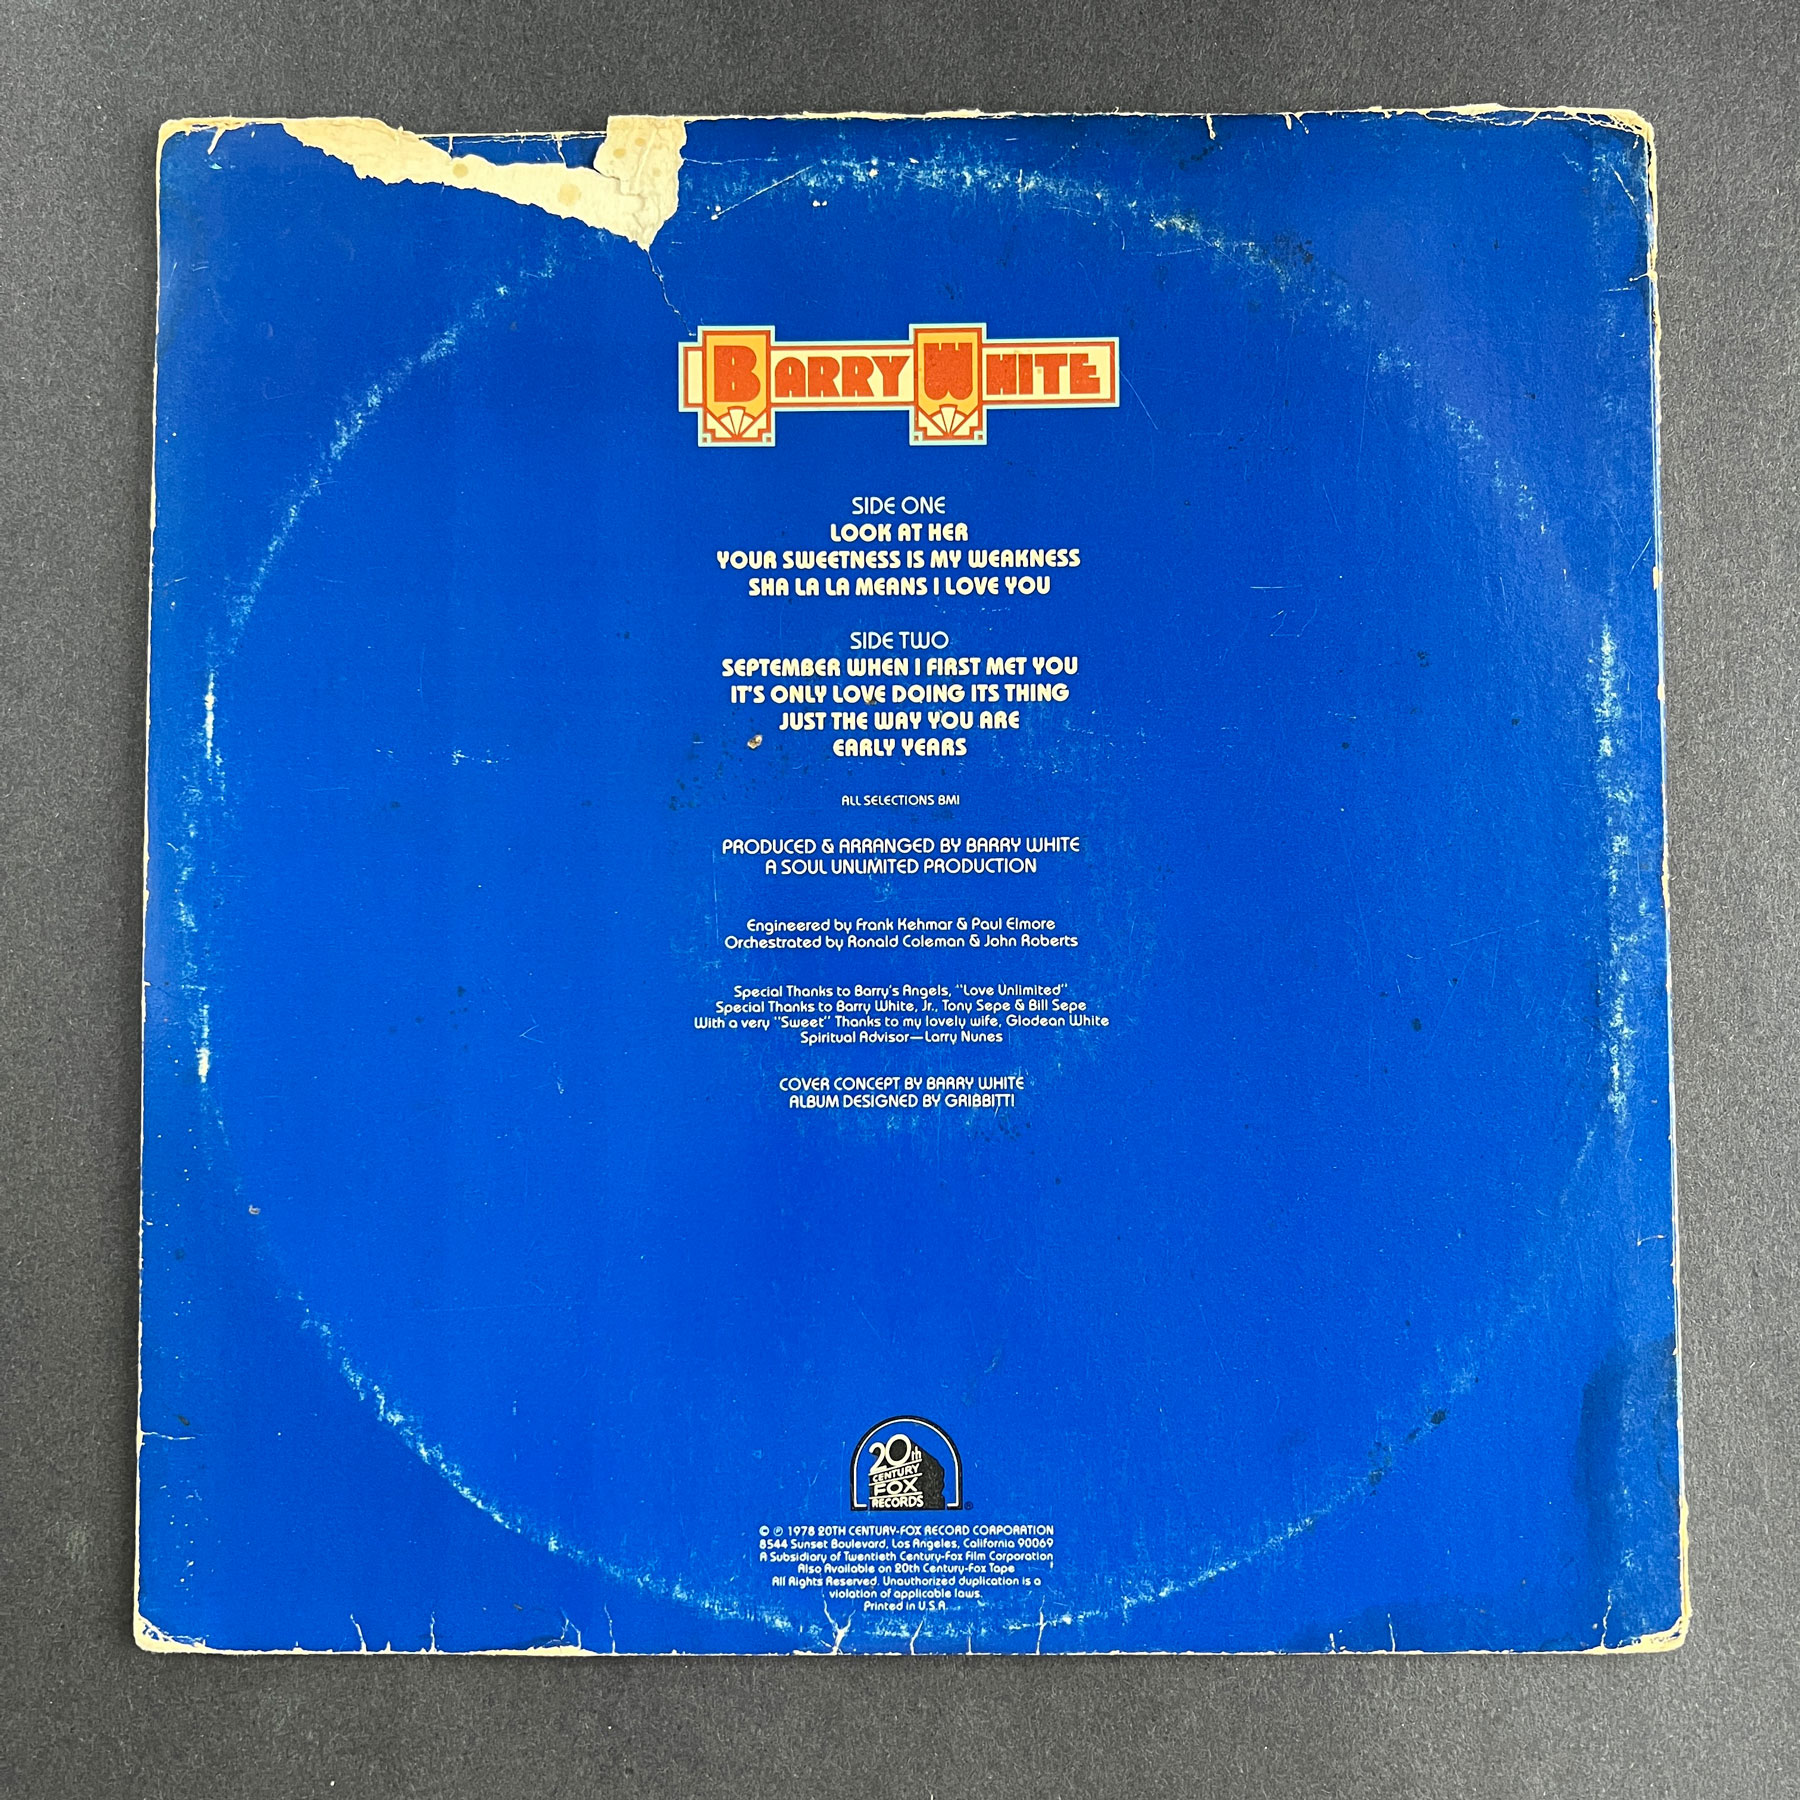 BARRY WHITE
SIDE ONE
LOOK AT HER
YOUR SWEETNESS IS MY WEAKNESS
SHA LA LA MEANS I LOVE YOU
SIDE TWO
SEPTEMBER WHEN I FIRST MET YOU
IT'S ONLY LOVE DOING ITS THING
JUST THE WAY YOU ARE
EARLY YEARS
ALL SELECTIONS BMI
PRODUCED & ARRANGED BY BARRY WHITE
A SOUL UNLIMITED PRODUCTION
Engineered by Frank Kehmar & Paul Elmore
Orchestrated by Ronald Coleman & John Roberts
Special Thanks to Barry's Angels, "Love Unlimited"
Special Thanks to Barry White, Jr., Tony Sepe & Bill Sepe
With a very "Sweet" Thanks to my lovely wife, Glodean White
Spiritual Advisor—Larry Nunes
COVER CONCEPT BY BARRY WHITE
ALBUM DESIGNED BY GRIBBITT!
20th
CENTURY
FOX
RECORDS ®
© ℗ 1978 20TH CENTURY-FOX RECORD CORPORATION
8544 Sunset Boulevard, Los Angeles, California 90069
A Subsidiary of Twentieth Century-Fox Film Corporation
Also Available on 20th Century-Fox Tape
All Rights Reserved. Unauthorized duplication is a
violation of applicable laws.
Printed in U.S.A.